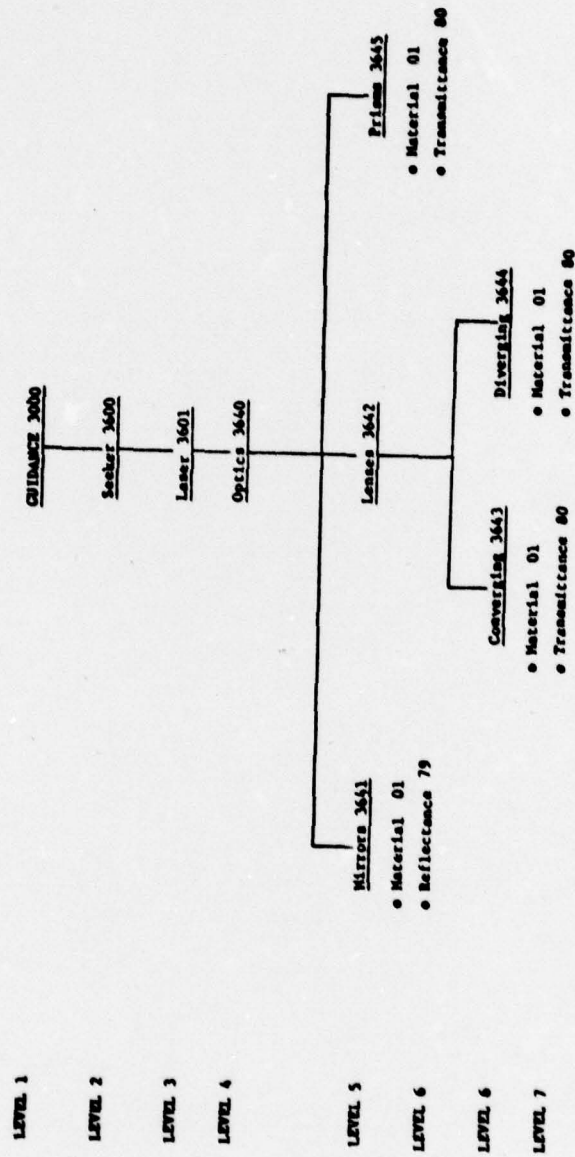 LEVEL 1
GUIDANCE 3000
LEVEL 2
Seeker 3600
LEVEL 3
Laser 3601
LEVEL 4
Optics 3640
LEVEL 5
Mirrors 3641
Lenses 3642
Prisms 3645
LEVEL 6
• Material 01
• Reflectance 79
• Material 01
• Transmittance 80
LEVEL 6
Converging 3643
Diverging 3644
LEVEL 7
• Material 01
• Transmittance 80
• Material 01
• Transmittance 80